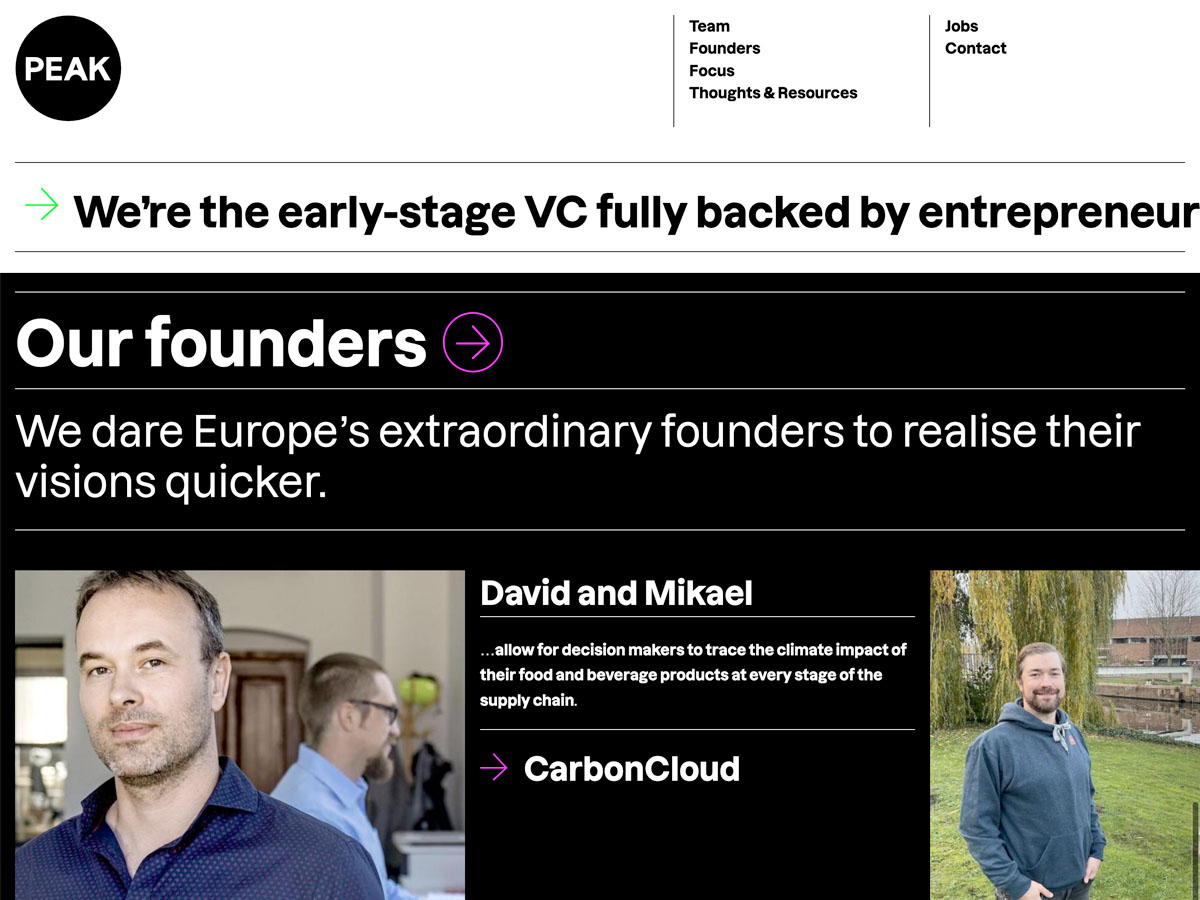 PEAK
Team
Founders
Focus
Thoughts & Resources
Jobs
Contact
We’re the early-stage VC fully backed by entrepreneur
Our founders
We dare Europe’s extraordinary founders to realise their
visions quicker.
David and Mikael
…allow for decision makers to trace the climate impact of
their food and beverage products at every stage of the
supply chain.
CarbonCloud